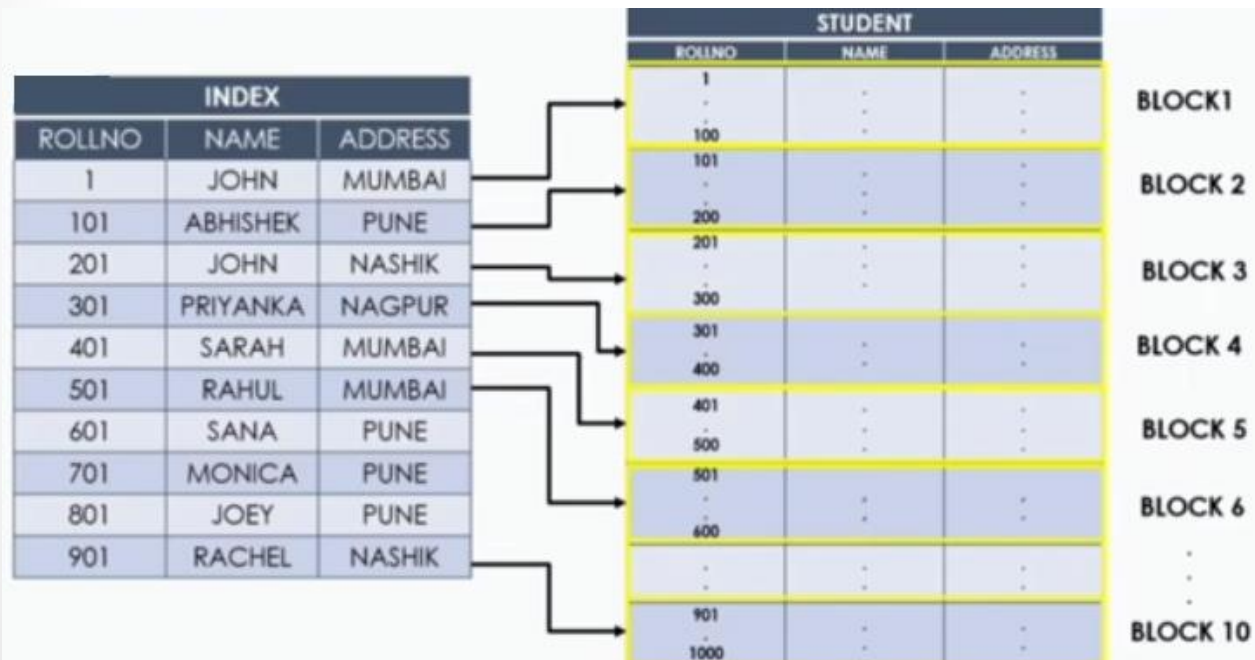 INDEX
ROLLNO NAME ADDRESS
1 JOHN MUMBAI
101 ABHISHEK PUNE
201 JOHN NASHIK
301 PRIYANKA NAGPUR
401 SARAH MUMBAI
501 RAHUL MUMBAI
601 SANA PUNE
701 MONICA PUNE
801 JOEY PUNE
901 RACHEL NASHIK
STUDENT
ROLLNO NAME ADDRESS
1
100
BLOCK1
101
200
BLOCK 2
201
300
BLOCK 3
301
400
BLOCK 4
401
500
BLOCK 5
501
600
BLOCK 6
901
1000
BLOCK 10